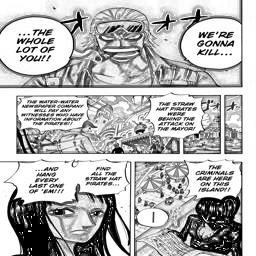 WE'RE
GONNA
KILL...
...THE
WHOLE
LOT OF
YOU!!
THE STRAW
HAT
PIRATES
WERE
BEHIND THE
ATTACK ON
THE MAYOR!
THE WATER-WATER
NEWSPAPER COMPANY
WILL PAY ANY
WITNESSES WHO HAVE
INFORMATION ABOUT
THE PIRATES!!
THE
CRIMINALS
ARE HERE
ON THIS
ISLAND!!
FIND
ALL THE
STRAW HAT
PIRATES...
...AND
HANG
EVERY
LAST ONE
OF 'EM!!